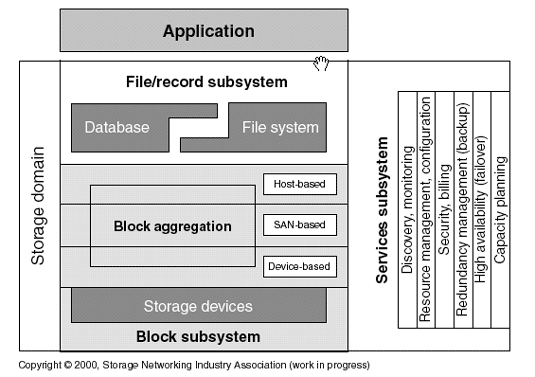 Application
File/record subsystem
Database
File system
Storage domain
Host-based
Block aggregation
SAN-based
Device-based
Storage devices
Block subsystem
Services subsystem
Discovery, monitoring
Resource management, configuration
Security, billing
Redundancy management (backup)
High availability (failover)
Capacity planning
Copyright © 2000, Storage Networking Industry Association (work in progress)